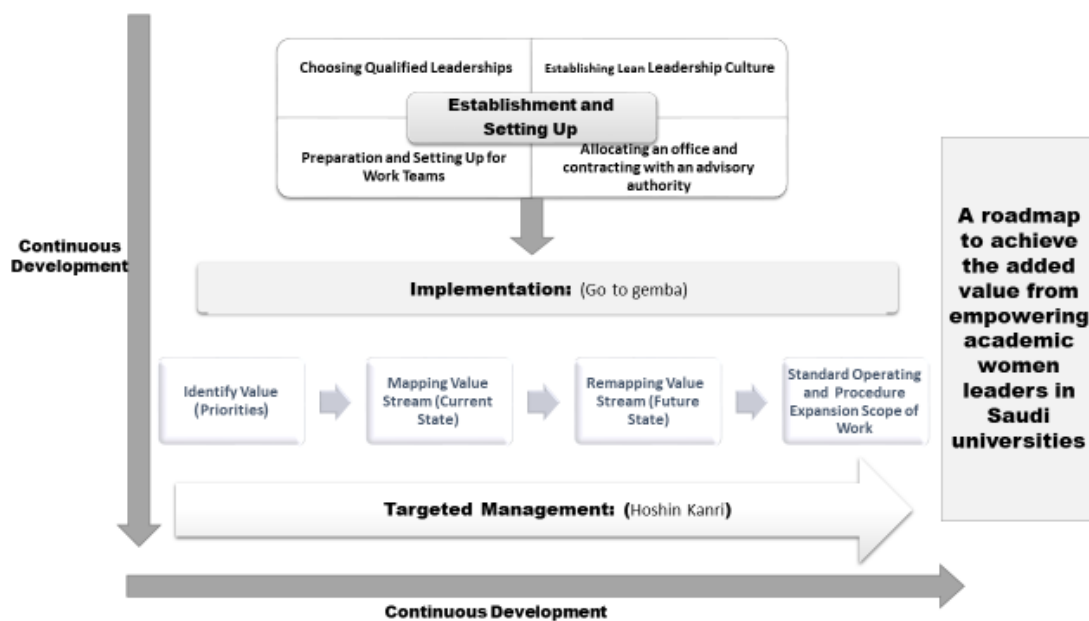 Choosing Qualified Leaderships
Establishing Lean Leadership Culture
Establishment and
Setting Up
Preparation and Setting Up for
Work Teams
Allocating an office and
contracting with an advisory
authority
Continuous
Development
Implementation: (Go to gemba)
Identify Value
(Priorities)
Mapping Value
Stream (Current
State)
Remapping Value
Stream (Future
State)
Standard Operating
and Procedure
Expansion Scope of
Work
Targeted Management: (Hoshin Kanri)
Continuous Development
A roadmap
to achieve
the added
value from
empowering
academic
women
leaders in
Saudi
universities